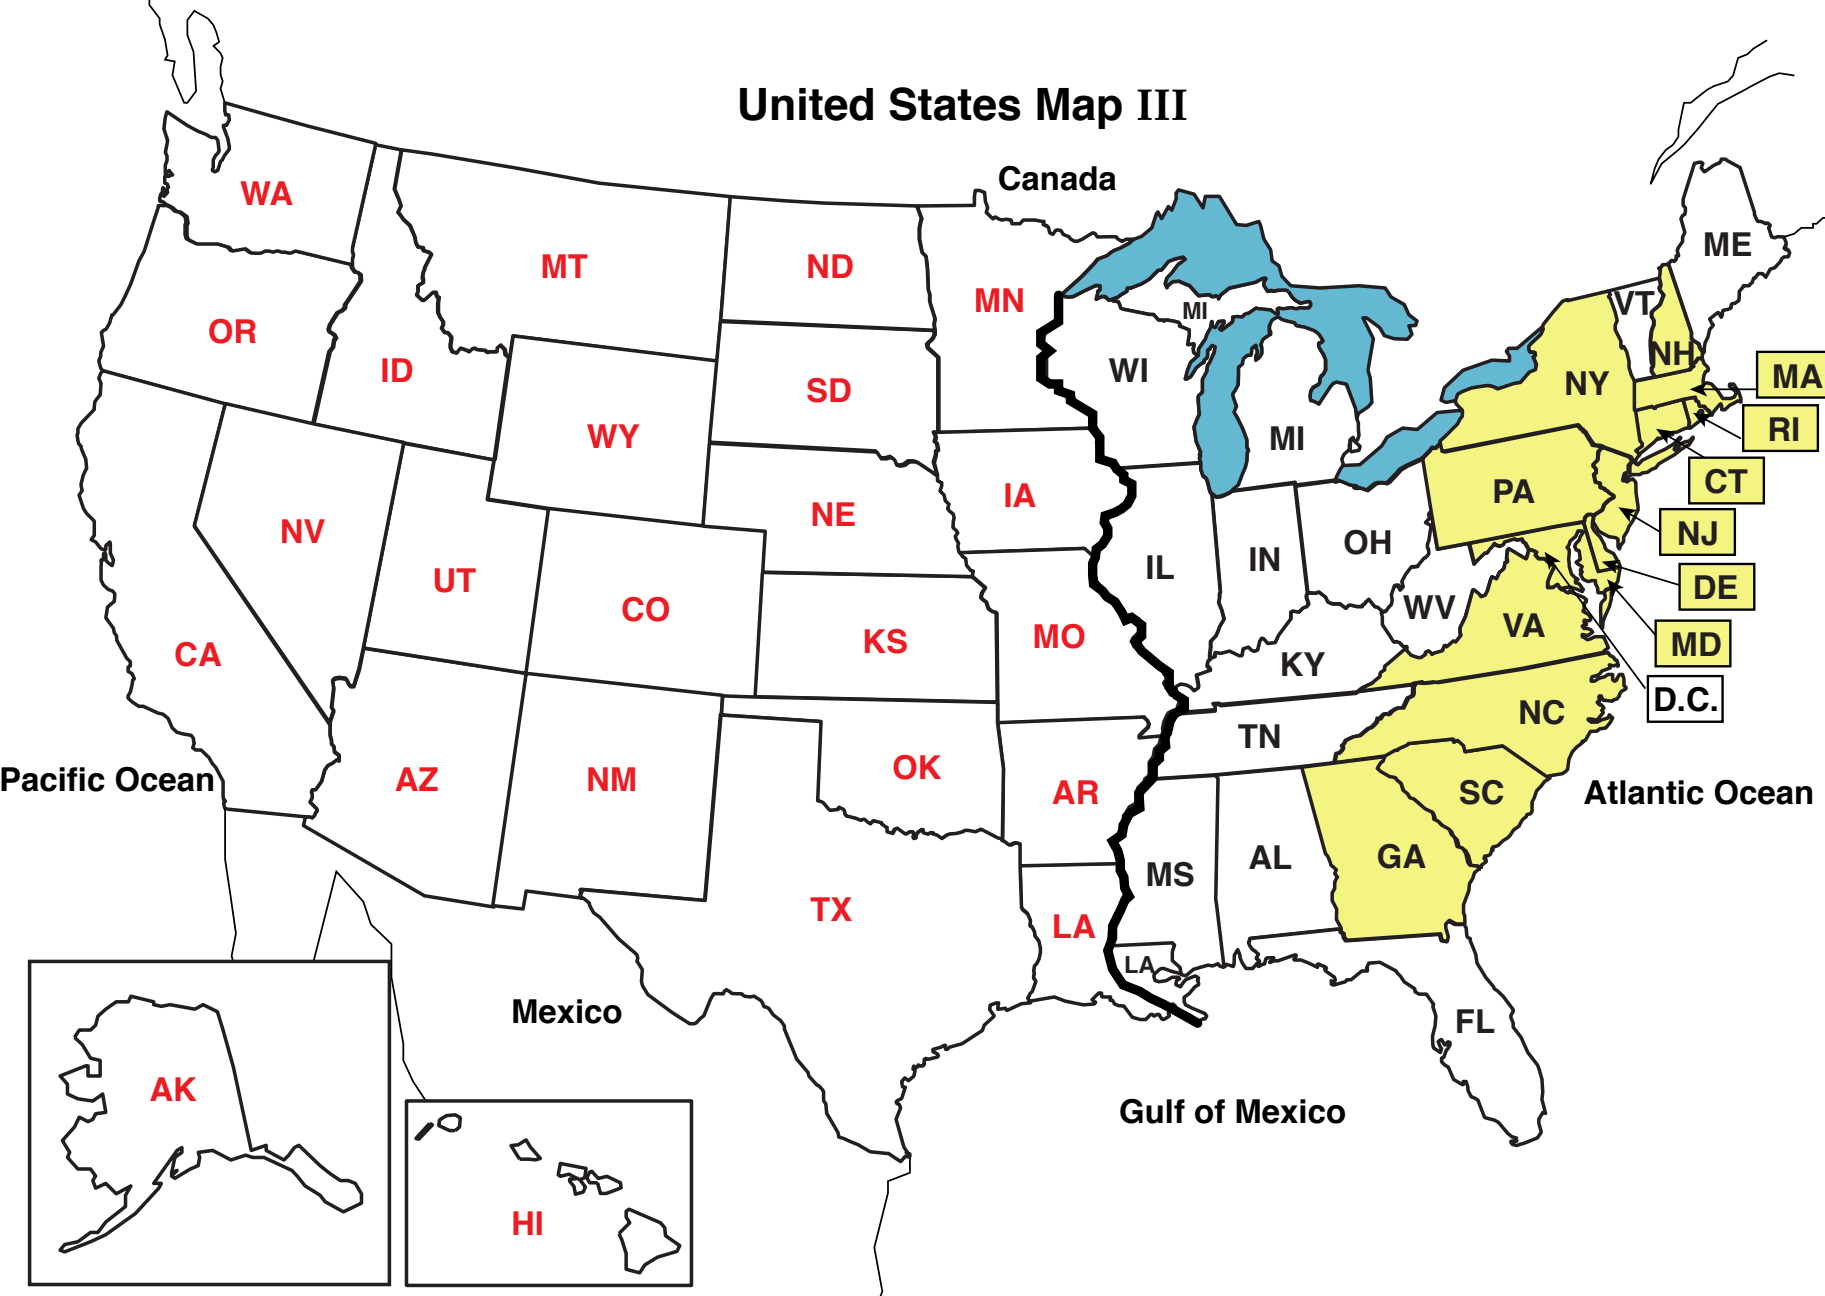 United States Map III
Canada
WA
MT
ND
MN
ME
OR
ID
SD
WI
MI
VT
NH
NY
MA
RI
WY
MI
CT
NV
NE
IA
PA
NJ
UT
CO
IL
IN
OH
DE
CA
KS
MO
KY
WV
VA
MD
D.C.
NC
TN
Pacific Ocean
AZ
NM
OK
AR
SC
Atlantic Ocean
MS
AL
GA
TX
LA
LA
Mexico
FL
AK
Gulf of Mexico
HI